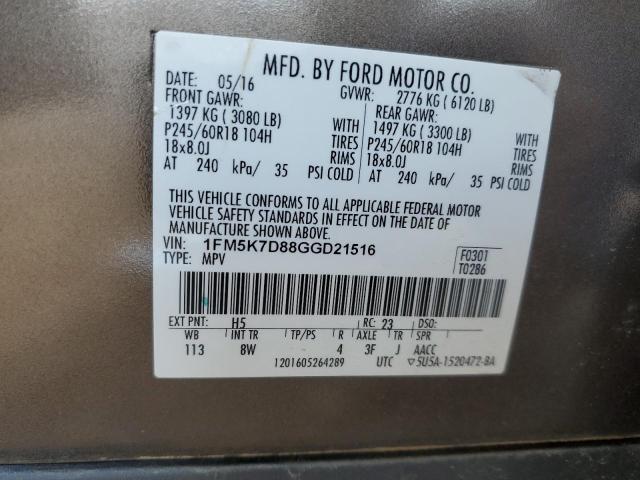 MFD. BY FORD MOTOR CO.
DATE: 05/16 GVWR: 2776 KG ( 6120 LB)
FRONT GAWR: REAR GAWR:
1397 KG ( 3080 LB) WITH 1497 KG ( 3300 LB) WITH
P245/60R18 104H TIRES P245/60R18 104H TIRES
18x8.0J RIMS 18x8.0J RIMS
AT 240 kPa/ 35 PSI COLD AT 240 kPa/ 35 PSI COLD
THIS VEHICLE CONFORMS TO ALL APPLICABLE FEDERAL MOTOR
VEHICLE SAFETY STANDARDS IN EFFECT ON THE DATE OF
MANUFACTURE SHOWN ABOVE.
VIN: 1FM5K7D88GGD21516 F0301
TYPE: MPV T0286
EXT PNT: H5 RC: 23 DSO:
WB INT TR TP/PS R AXLE TR SPR
113 8W 4 3F J AACC
1201605264289 UTC ▽5U5A-1520472-BA